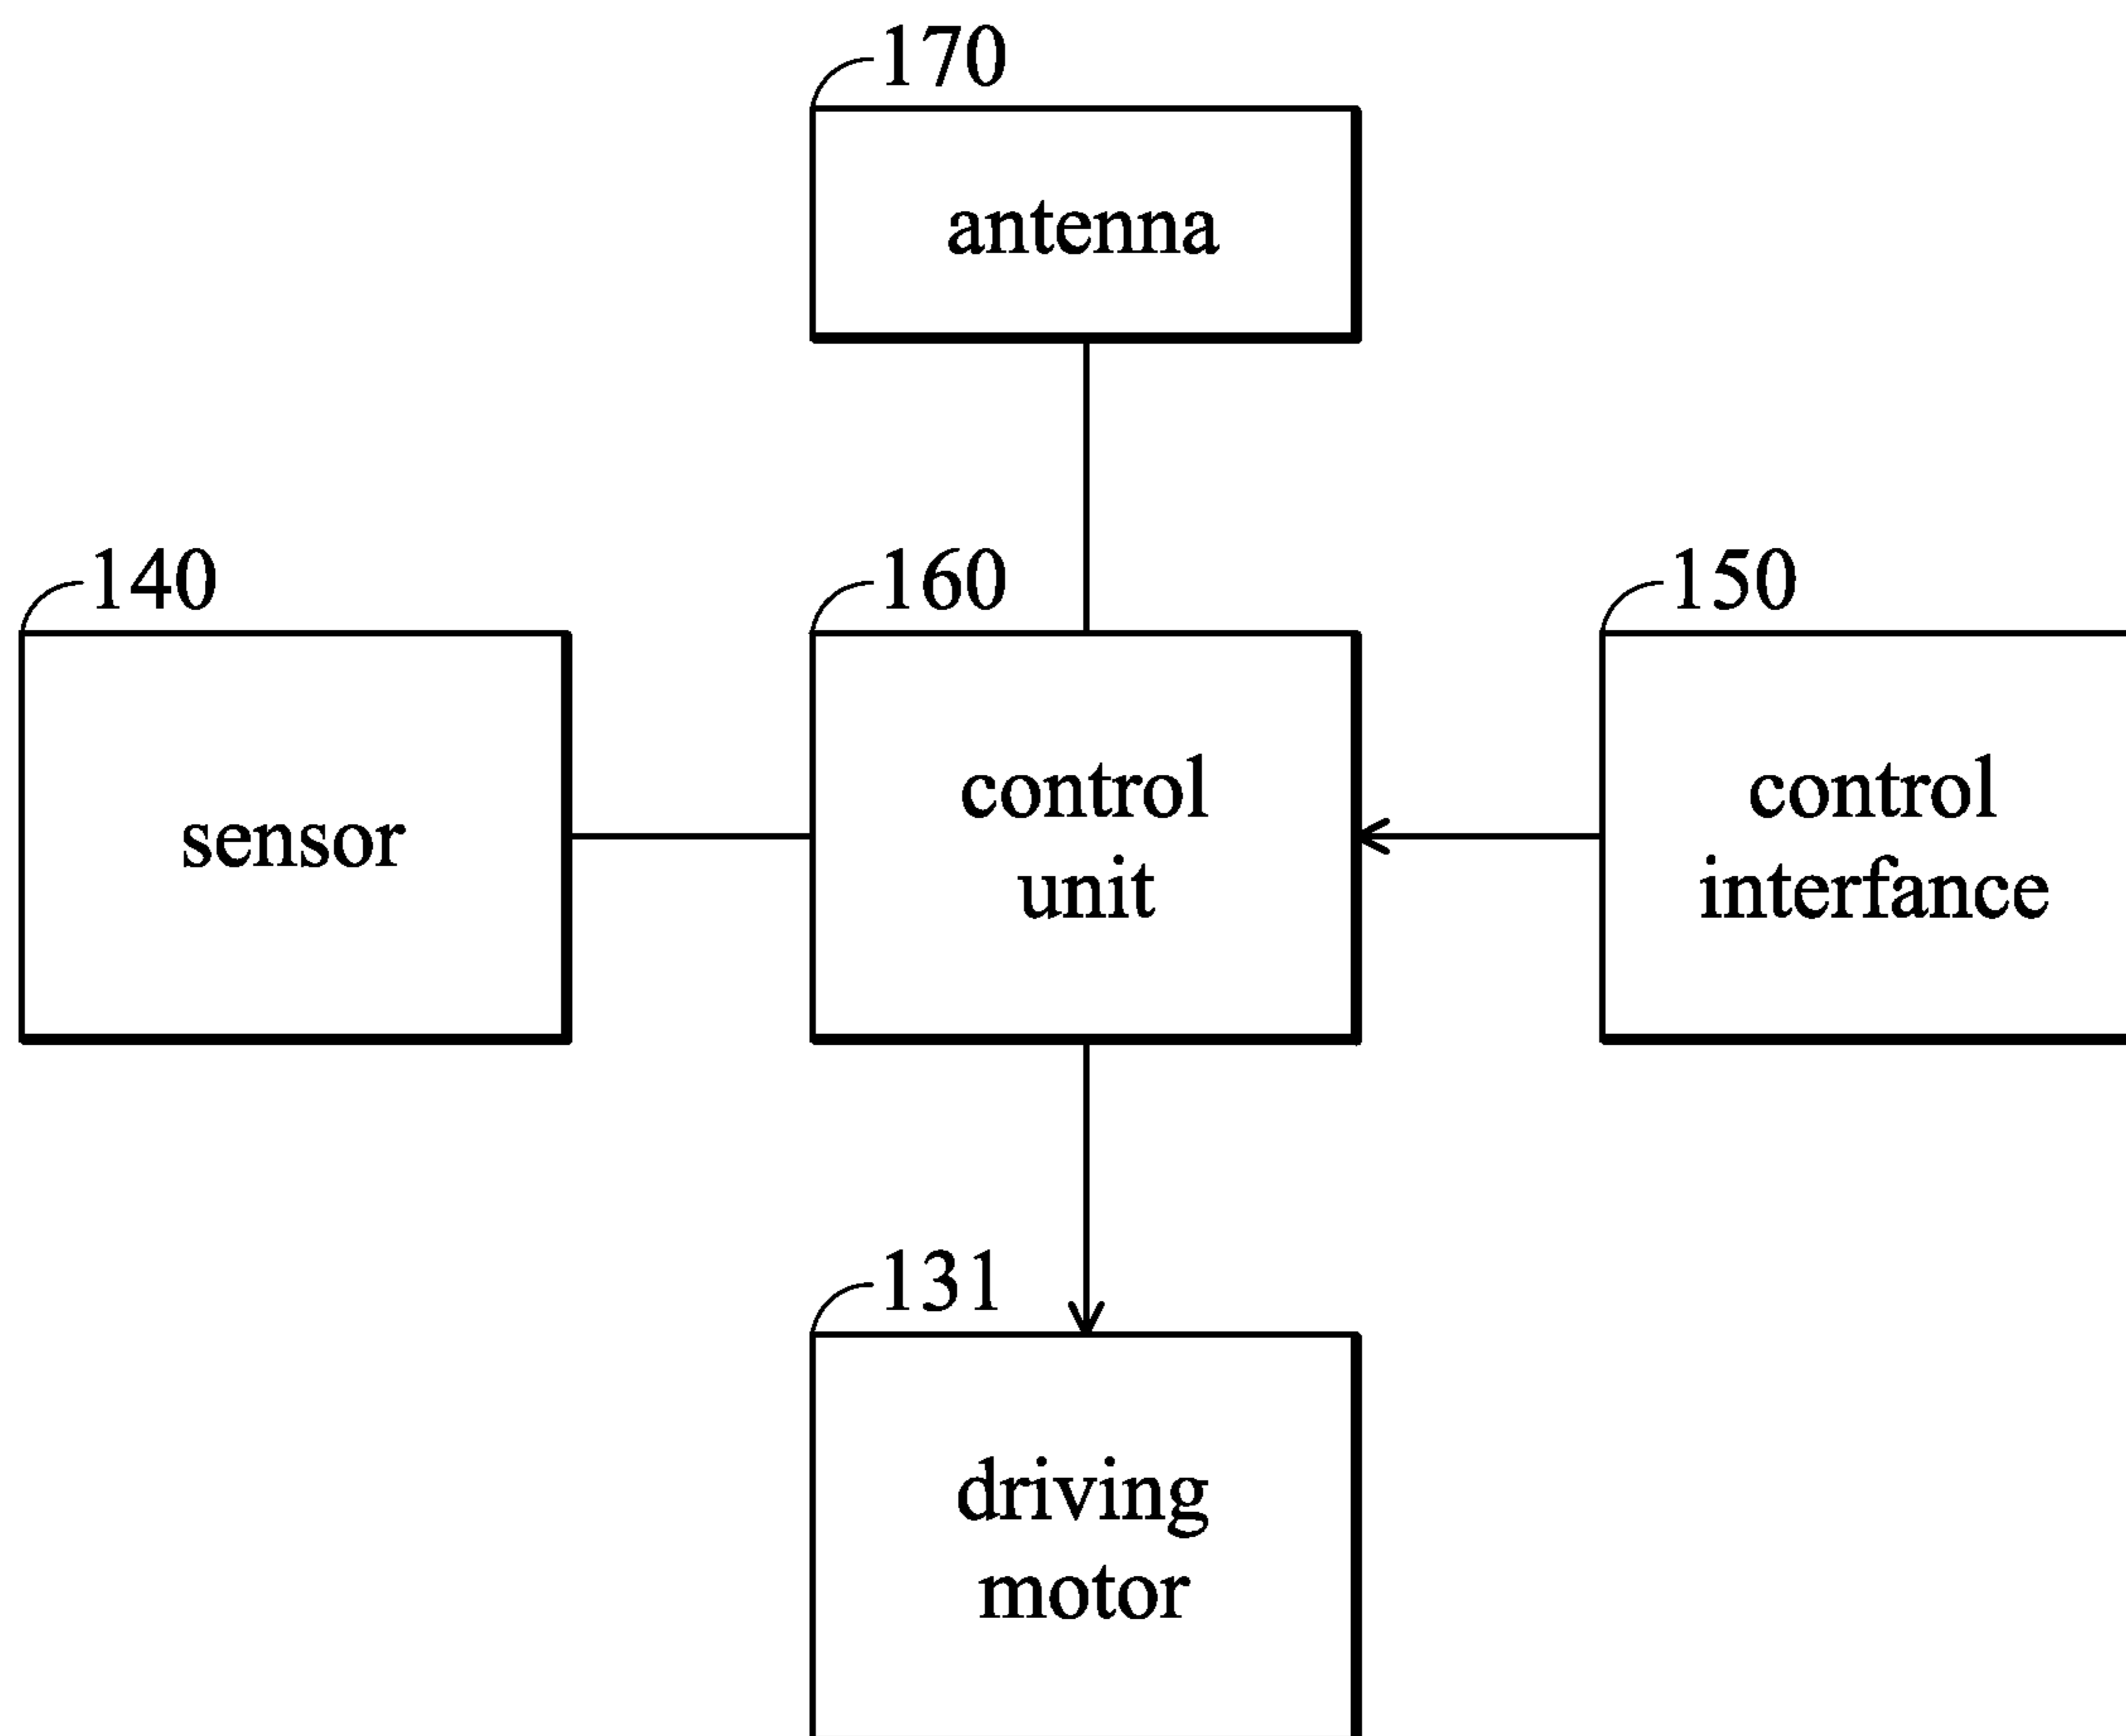 170
antenna
140
160
150
sensor
control
unit
control
interfance
131
driving
motor